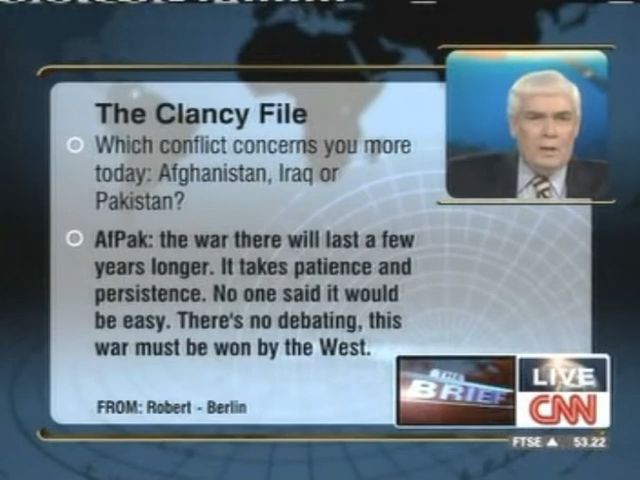 The Clancy File
Which conflict concerns you more
today: Afghanistan, Iraq or
Pakistan?
AfPak: the war there will last a few
years longer. It takes patience and
persistence. No one said it would
be easy. There's no debating, this
war must be won by the West.
FROM: Robert - Berlin
THE
BRIEF
LIVE
CNN
FTSE ▲ 53.22